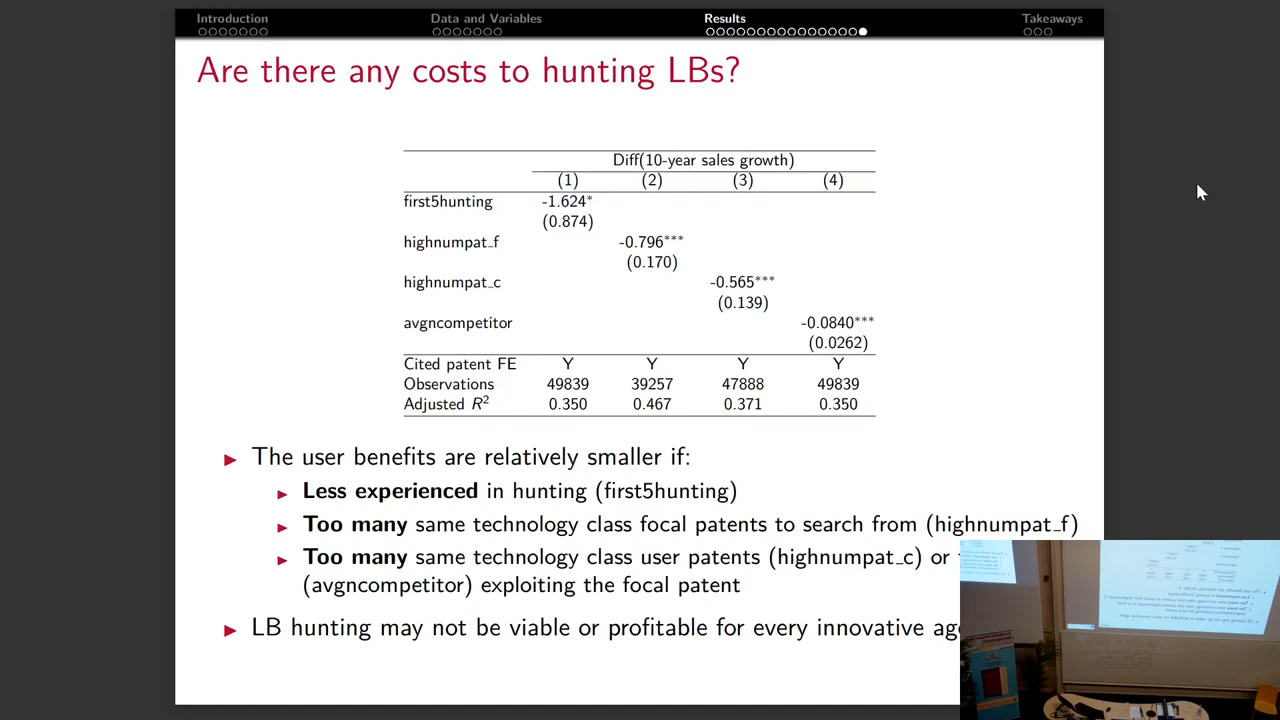 Introduction Data and Variables Results Takeaways
Are there any costs to hunting LBs?
Diff(10-year sales growth)
(1) (2) (3) (4)
first5hunting -1.624*
(0.874)
highnumpat_f -0.796***
(0.170)
highnumpat_c -0.565***
(0.139)
avgncompetitor -0.0840***
(0.0262)
Cited patent FE Y Y Y Y
Observations 49839 39257 47888 49839
Adjusted R² 0.350 0.467 0.371 0.350
▶ The user benefits are relatively smaller if:
▶ Less experienced in hunting (first5hunting)
▶ Too many same technology class focal patents to search from (highnumpat_f)
▶ Too many same technology class user patents (highnumpat_c) or
(avgncompetitor) exploiting the focal patent
▶ LB hunting may not be viable or profitable for every innovative